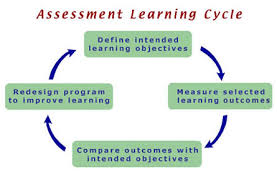 Assessment Learning Cycle
Define intended
learning objectives
Measure selected
learning outcomes
Compare outcomes with
intended objectives
Redesign program
to improve learning